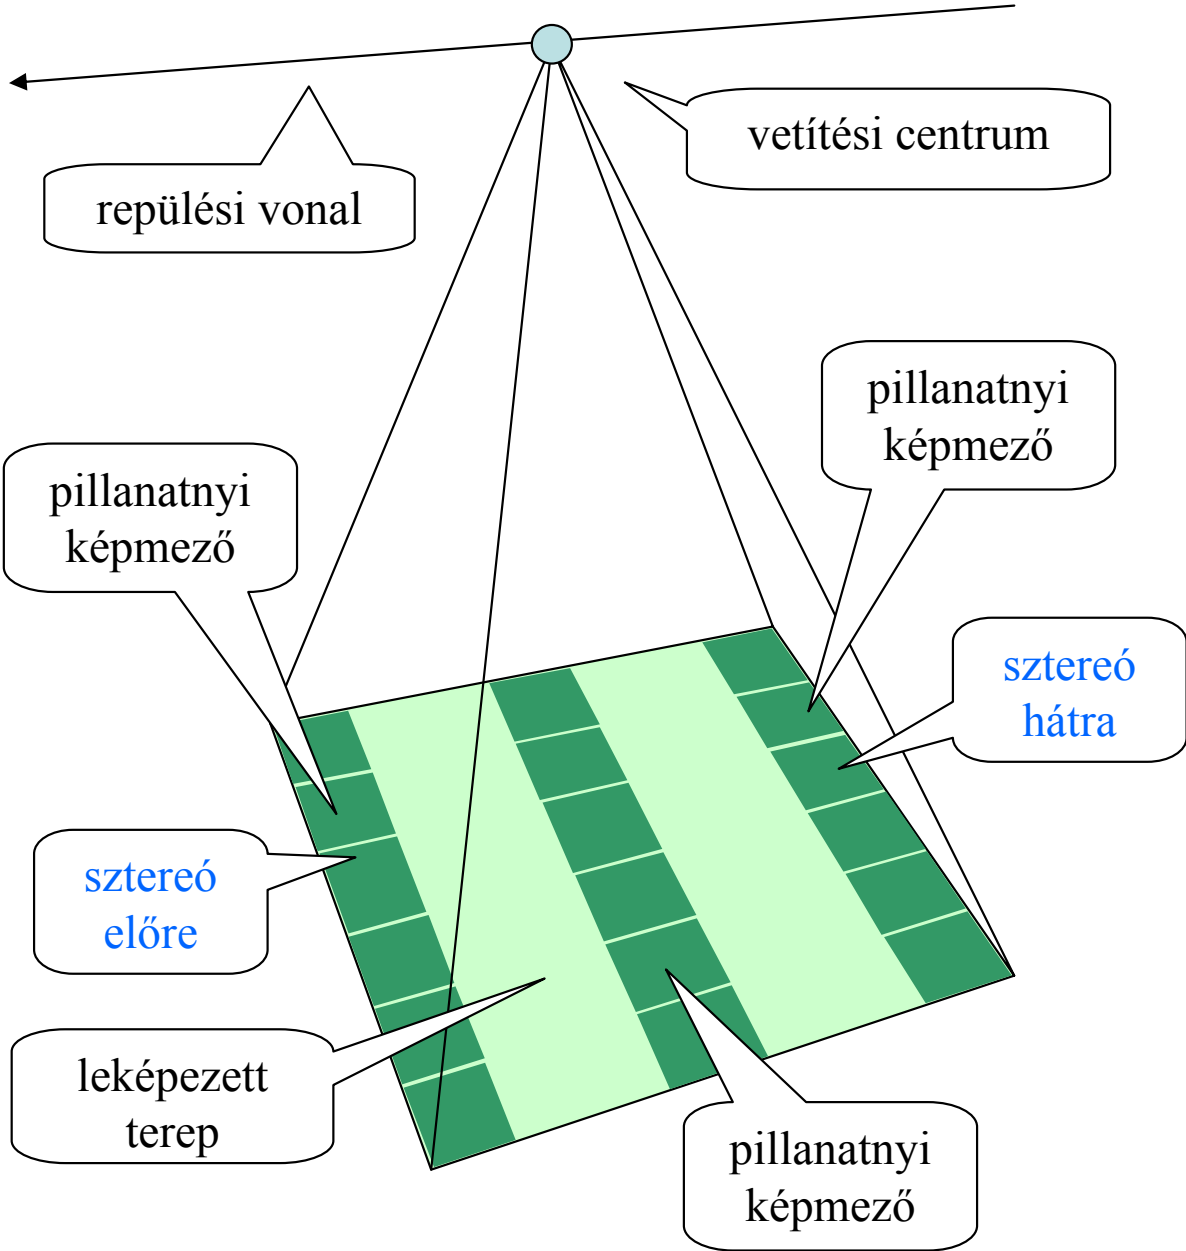 vetítési centrum
repülési vonal
pillanatnyi
képmező
pillanatnyi
képmező
sztereó
hátra
sztereó
előre
leképezett
terep
pillanatnyi
képmező